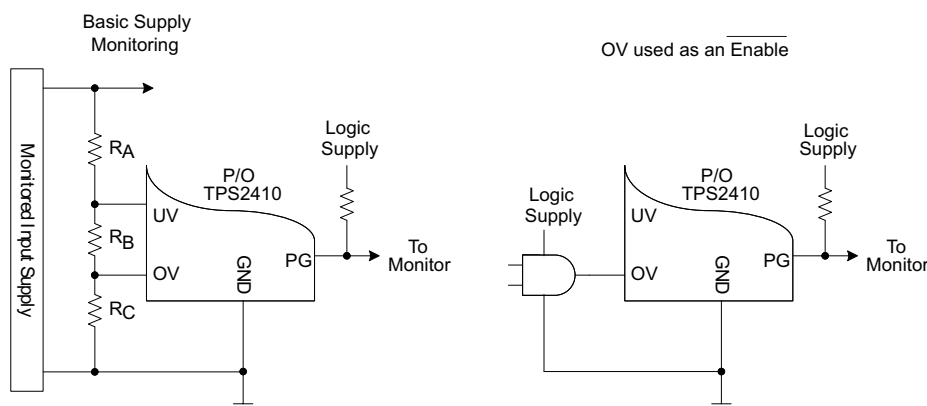 Basic Supply
Monitoring
Monitored Input Supply
RA
RB
RC
P/O
TPS2410
UV
OV
GND
PG
Logic
Supply
To
Monitor
OV used as an Enable
Logic
Supply
P/O
TPS2410
UV
OV
GND
PG
Logic
Supply
To
Monitor